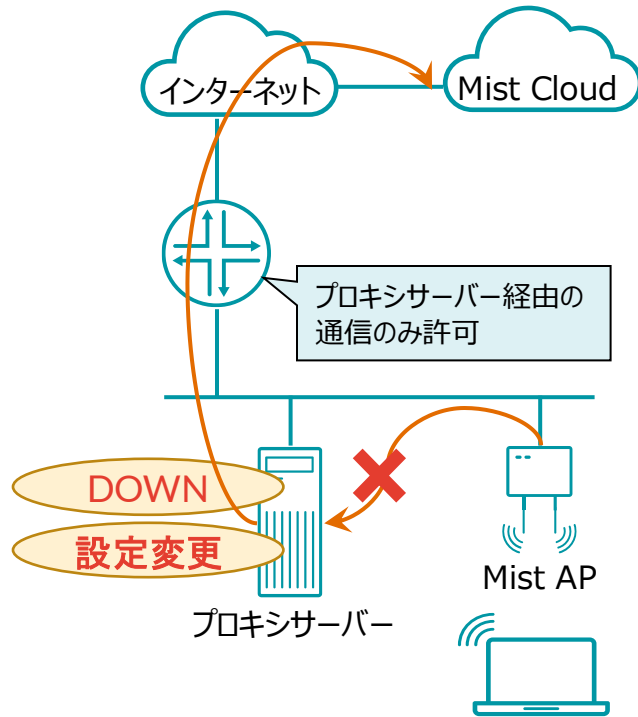 インターネット
Mist Cloud
プロキシサーバー経由の
通信のみ許可
DOWN
設定変更
プロキシサーバー
Mist AP